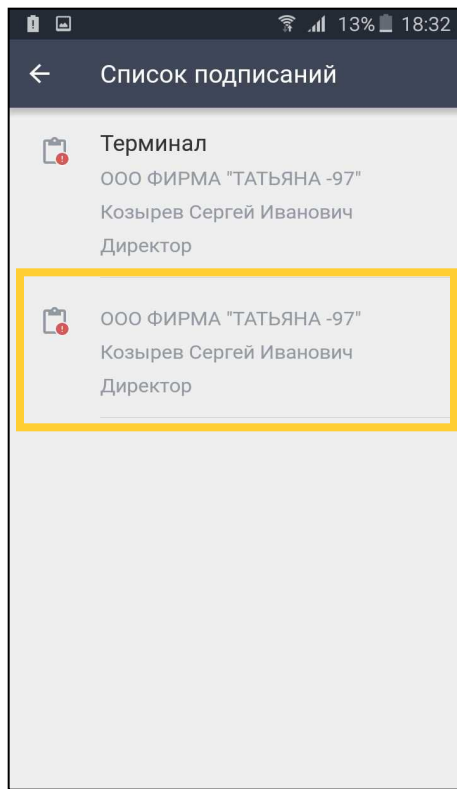 13% 18:32
Список подписаний
Терминал
ООО ФИРМА "ТАТЬЯНА -97"
Козырев Сергей Иванович
Директор
ООО ФИРМА "ТАТЬЯНА -97"
Козырев Сергей Иванович
Директор